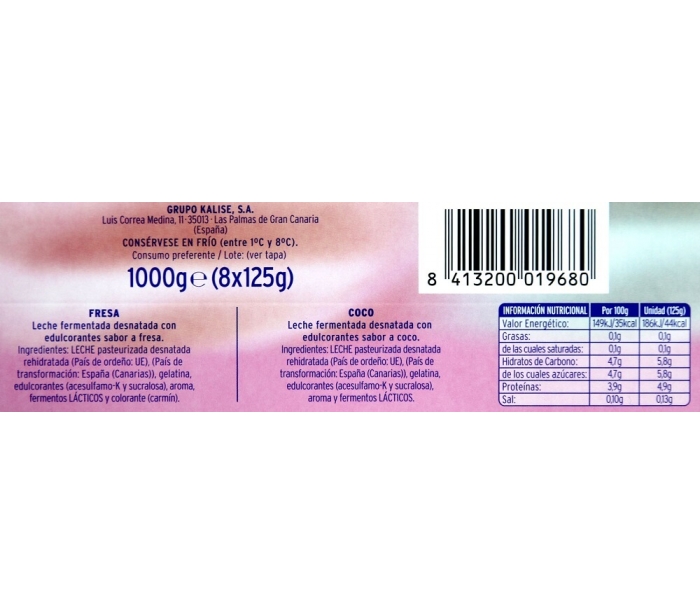 GRUPO KALISE, S.A.
Luis Correa Medina, 11-35013 · Las Palmas de Gran Canaria
(España)
CONSÉRVESE EN FRÍO (entre 1ºC y 8ºC).
Consumo preferente / Lote: (ver tapa)
1000g℮(8x125g)
8 413200 019680
FRESA
Leche fermentada desnatada con
edulcorantes sabor a fresa.
Ingredientes: LECHE pasteurizada desnatada
rehidratada (País de ordeño: UE), (País de
transformación: España (Canarias)), gelatina,
edulcorantes (acesulfamo-K y sucralosa), aroma,
fermentos LÁCTICOS y colorante (carmín).
COCO
Leche fermentada desnatada con
edulcorantes sabor a coco.
Ingredientes: LECHE pasteurizada desnatada
rehidratada (País de ordeño: UE), (País de
transformación: España (Canarias)), gelatina,
edulcorantes (acesulfamo-K y sucralosa),
aroma y fermentos LÁCTICOS.
INFORMACIÓN NUTRICIONAL Por 100g Unidad (125g)
Valor Energético: 149kJ/35kcal 186kJ/44kcal
Grasas: 0,1g 0,1g
de las cuales saturadas: 0,1g 0,1g
Hidratos de Carbono: 4,7g 5,8g
de los cuales azúcares: 4,7g 5,8g
Proteínas: 3,9g 4,9g
Sal: 0,10g 0,13g